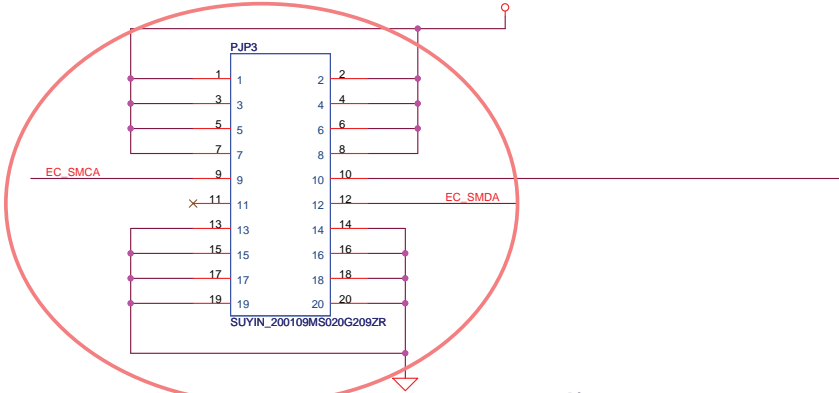 PJP3
1 1 2 2
3 3 4 4
5 5 6 6
7 7 8 8
EC_SMCA 9 9 10 10
11 11 12 12 EC_SMDA
13 13 14 14
15 15 16 16
17 17 18 18
19 19 20 20
SUYIN_200109MS020G209ZR